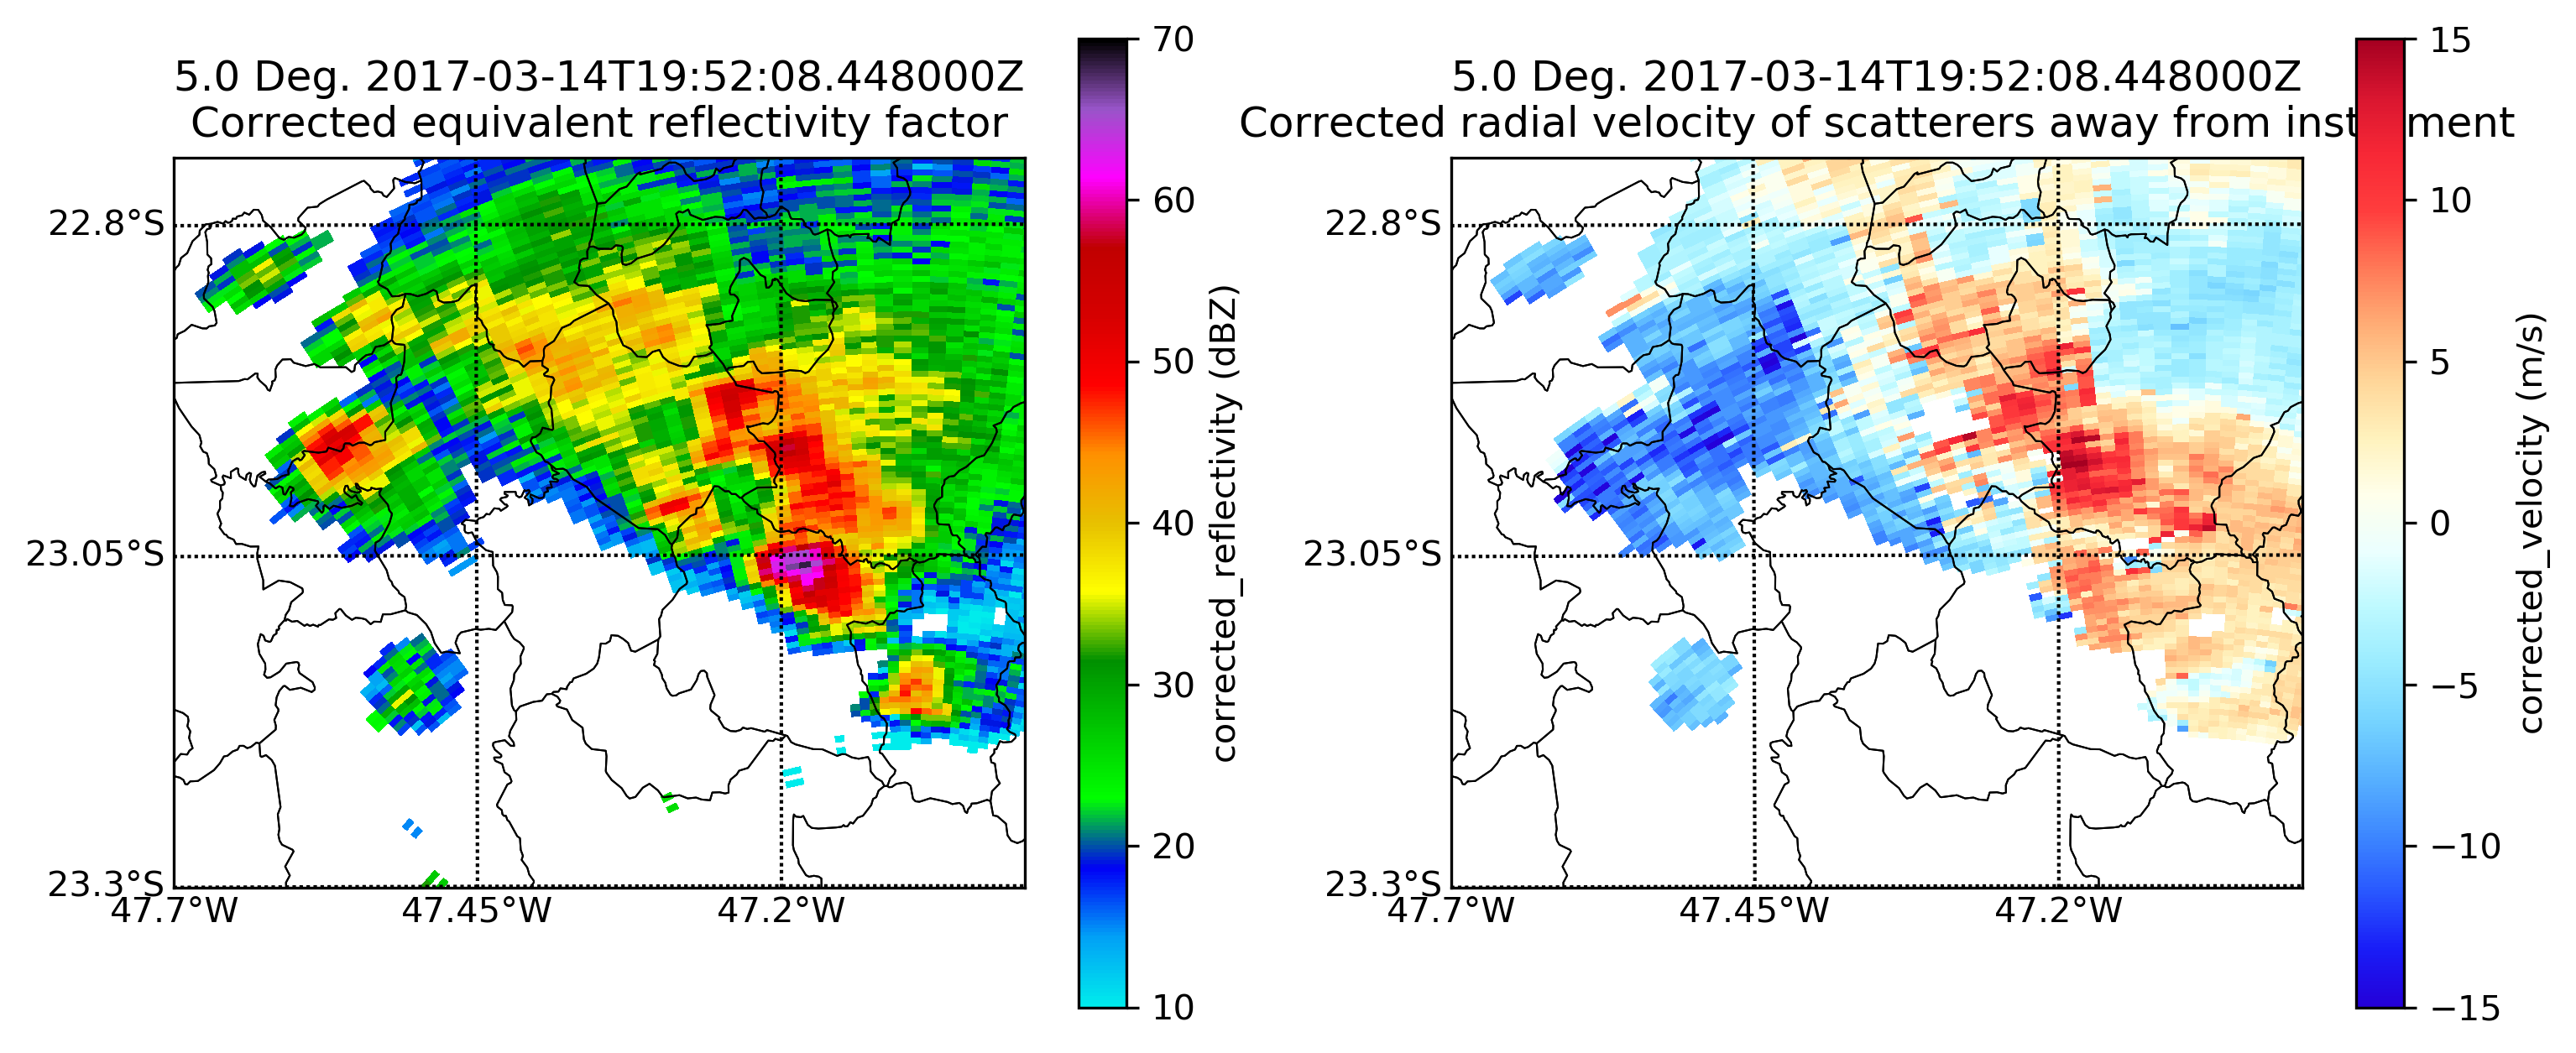 5.0 Deg. 2017-03-14T19:52:08.448000Z
Corrected equivalent reflectivity factor
22.8°S
23.05°S
23.3°S
47.7°W
47.45°W
47.2°W
70
60
50
40
30
20
10
corrected_reflectivity (dBZ)
5.0 Deg. 2017-03-14T19:52:08.448000Z
Corrected radial velocity of scatterers away from inst ment
22.8°S
23.05°S
23.3°S
47.7°W
47.45°W
47.2°W
15
10
5
0
−5
−10
−15
corrected_velocity (m/s)